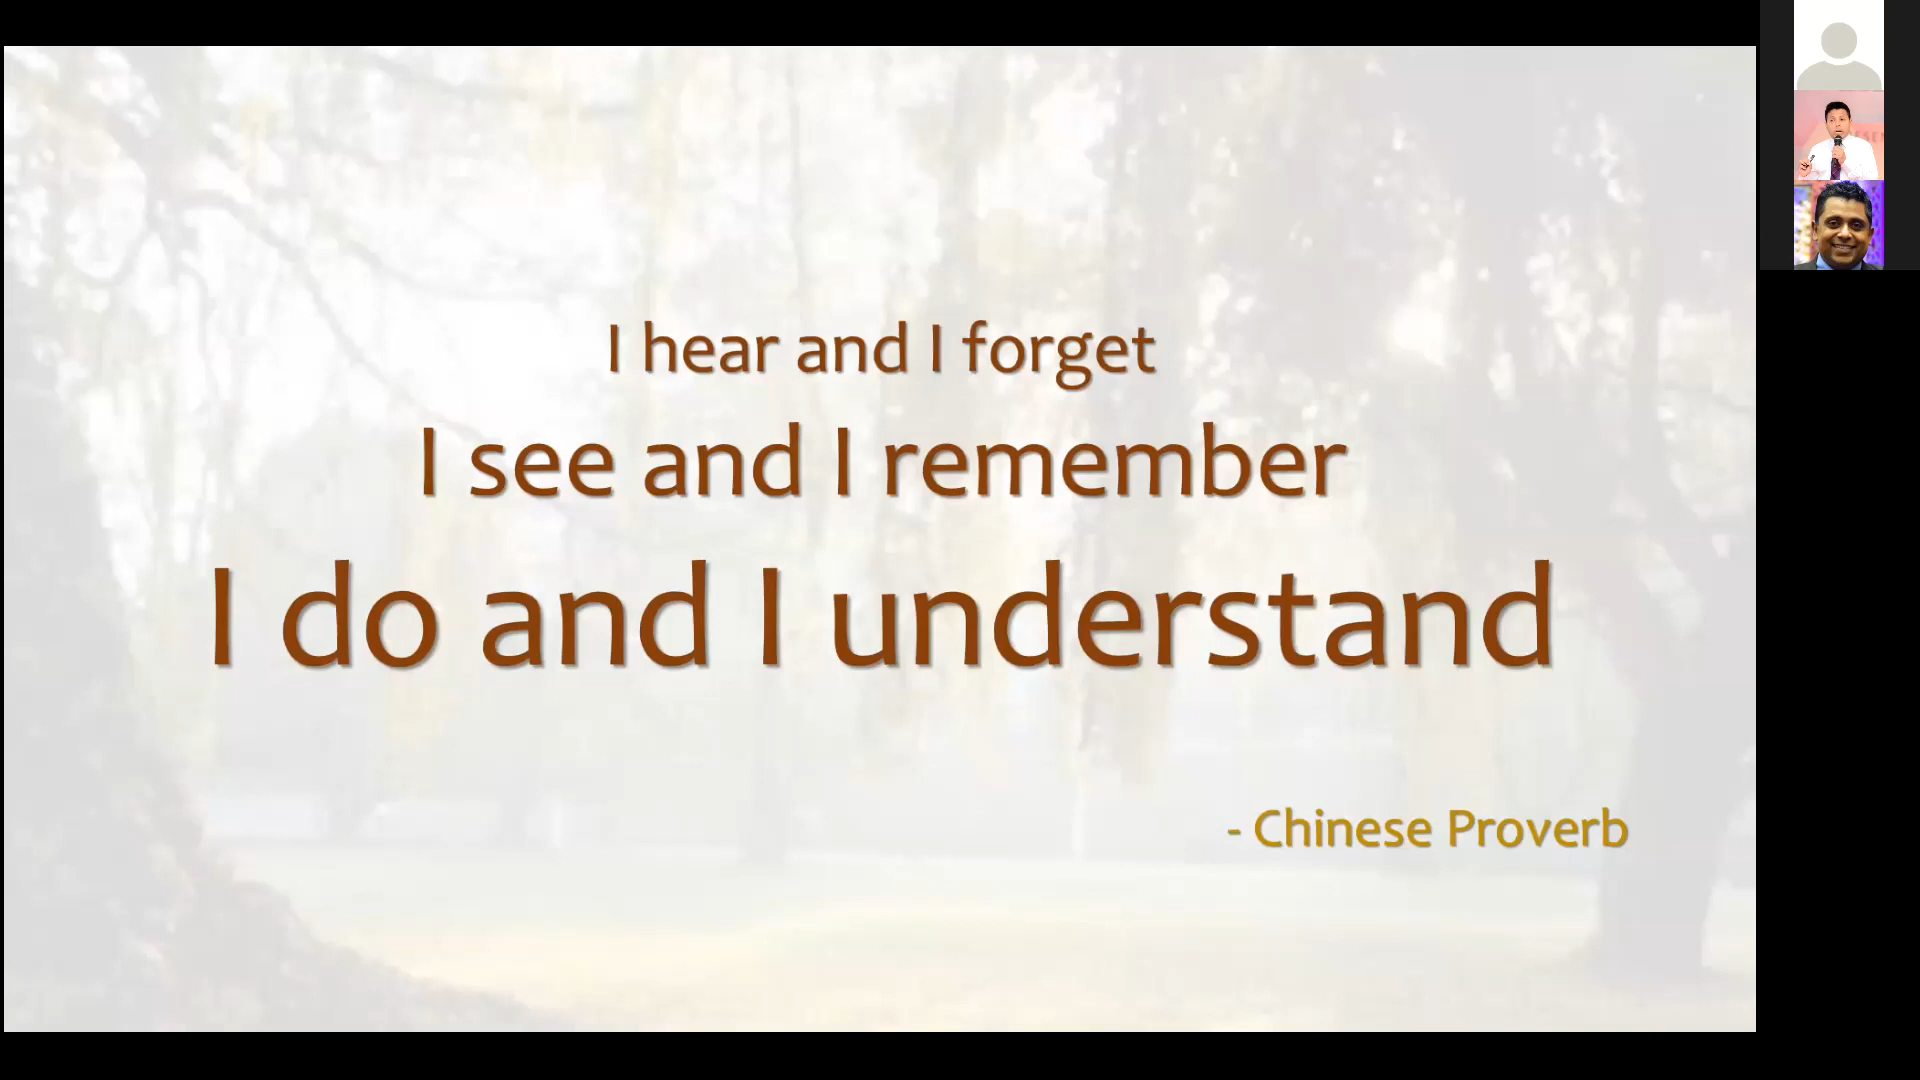 I hear and I forget
I see and I remember
I do and I understand
- Chinese Proverb